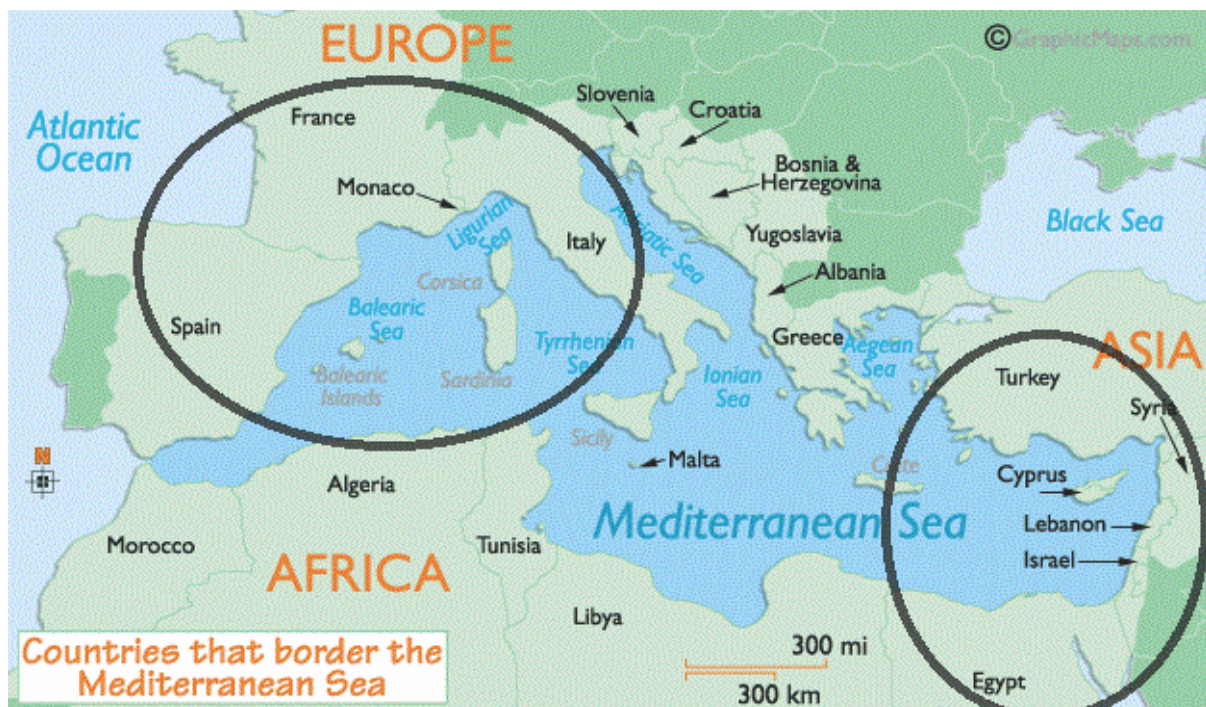 EUROPE
© GraphicMaps.com
Atlantic
Ocean
France
Slovenia
Croatia
Monaco
Bosnia &
Herzegovina
Ligurian
Sea
Italy
Adriatic Sea
Yugoslavia
Black Sea
Albania
Corsica
Balearic
Sea
Spain
Tyrrhenian
Sea
Greece
Aegean
Sea
ASIA
Balearic
Islands
Sardinia
Ionian
Sea
Turkey
Syria
N
Sicily
Malta
Crete
Cyprus
Algeria
Mediterranean Sea
Lebanon
Morocco
Tunisia
Israel
AFRICA
Libya
300 mi
300 km
Egypt
Countries that border the
Mediterranean Sea